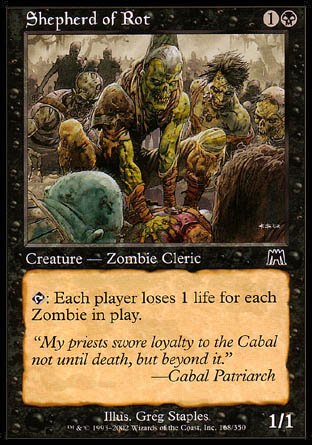 Shepherd of Rot 1
Creature — Zombie Cleric
: Each player loses 1 life for each
Zombie in play.
“My priests swore loyalty to the Cabal
not until death, but beyond it.”
—Cabal Patriarch
Illus. Greg Staples
™ & © 1993-2002 Wizards of the Coast, Inc. 168/350
1/1